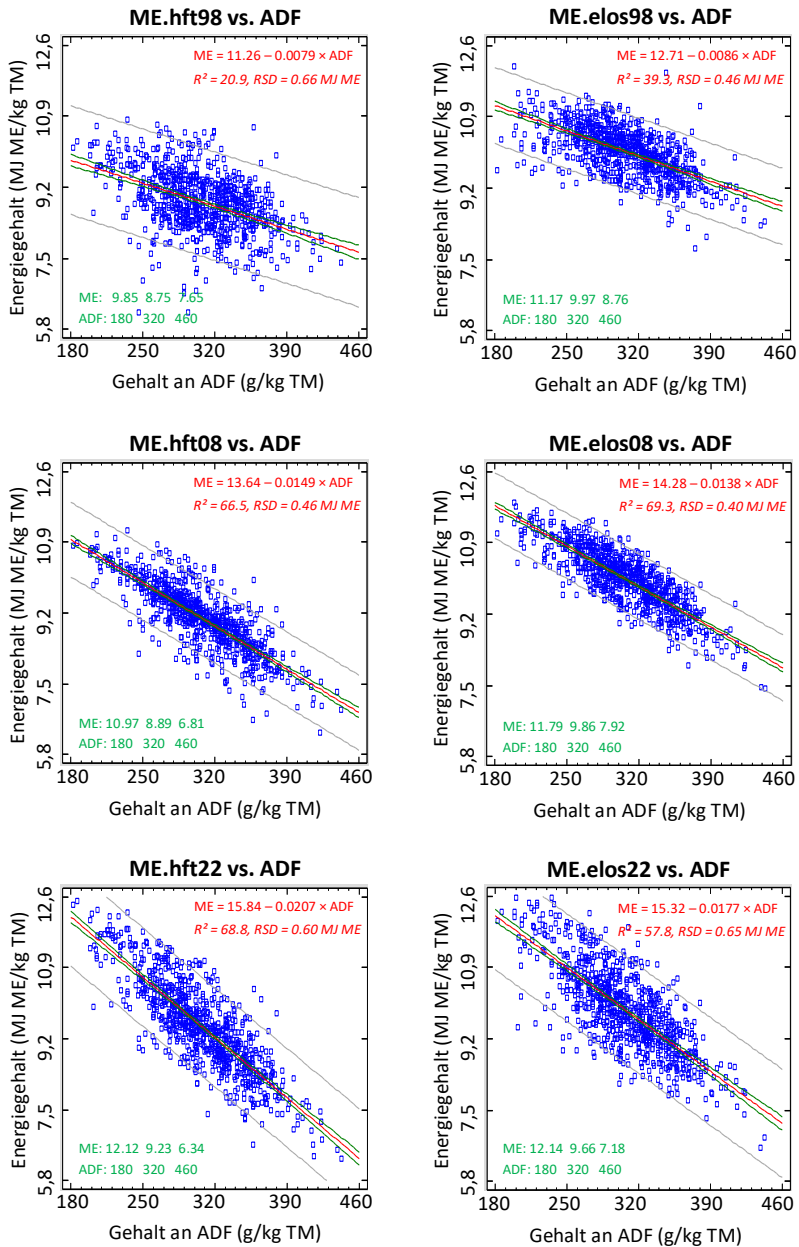 ME.hft98 vs. ADF
ME = 11.26 – 0.0079 × ADF
R² = 20.9, RSD = 0.66 MJ ME
Energiegehalt (MJ ME/kg TM)
12,6
10,9
9,2
7,5
5,8
ME: 9.85 8.75 7.65
ADF: 180 320 460
180 250 320 390 460
Gehalt an ADF (g/kg TM)
ME.elos98 vs. ADF
ME = 12.71 – 0.0086 × ADF
R² = 39.3, RSD = 0.46 MJ ME
Energiegehalt (MJ ME/kg TM)
12,6
10,9
9,2
7,5
5,8
ME: 11.17 9.97 8.76
ADF: 180 320 460
180 250 320 390 460
Gehalt an ADF (g/kg TM)
ME.hft08 vs. ADF
ME = 13.64 – 0.0149 × ADF
R² = 66.5, RSD = 0.46 MJ ME
Energiegehalt (MJ ME/kg TM)
12,6
10,9
9,2
7,5
5,8
ME: 10.97 8.89 6.81
ADF: 180 320 460
180 250 320 390 460
Gehalt an ADF (g/kg TM)
ME.elos08 vs. ADF
ME = 14.28 – 0.0138 × ADF
R² = 69.3, RSD = 0.40 MJ ME
Energiegehalt (MJ ME/kg TM)
12,6
10,9
9,2
7,5
5,8
ME: 11.79 9.86 7.92
ADF: 180 320 460
180 250 320 390 460
Gehalt an ADF (g/kg TM)
ME.hft22 vs. ADF
ME = 15.84 – 0.0207 × ADF
R² = 68.8, RSD = 0.60 MJ ME
Energiegehalt (MJ ME/kg TM)
12,6
10,9
9,2
7,5
5,8
ME: 12.12 9.23 6.34
ADF: 180 320 460
180 250 320 390 460
Gehalt an ADF (g/kg TM)
ME.elos22 vs. ADF
ME = 15.32 – 0.0177 × ADF
R² = 57.8, RSD = 0.65 MJ ME
Energiegehalt (MJ ME/kg TM)
12,6
10,9
9,2
7,5
5,8
ME: 12.14 9.66 7.18
ADF: 180 320 460
180 250 320 390 460
Gehalt an ADF (g/kg TM)